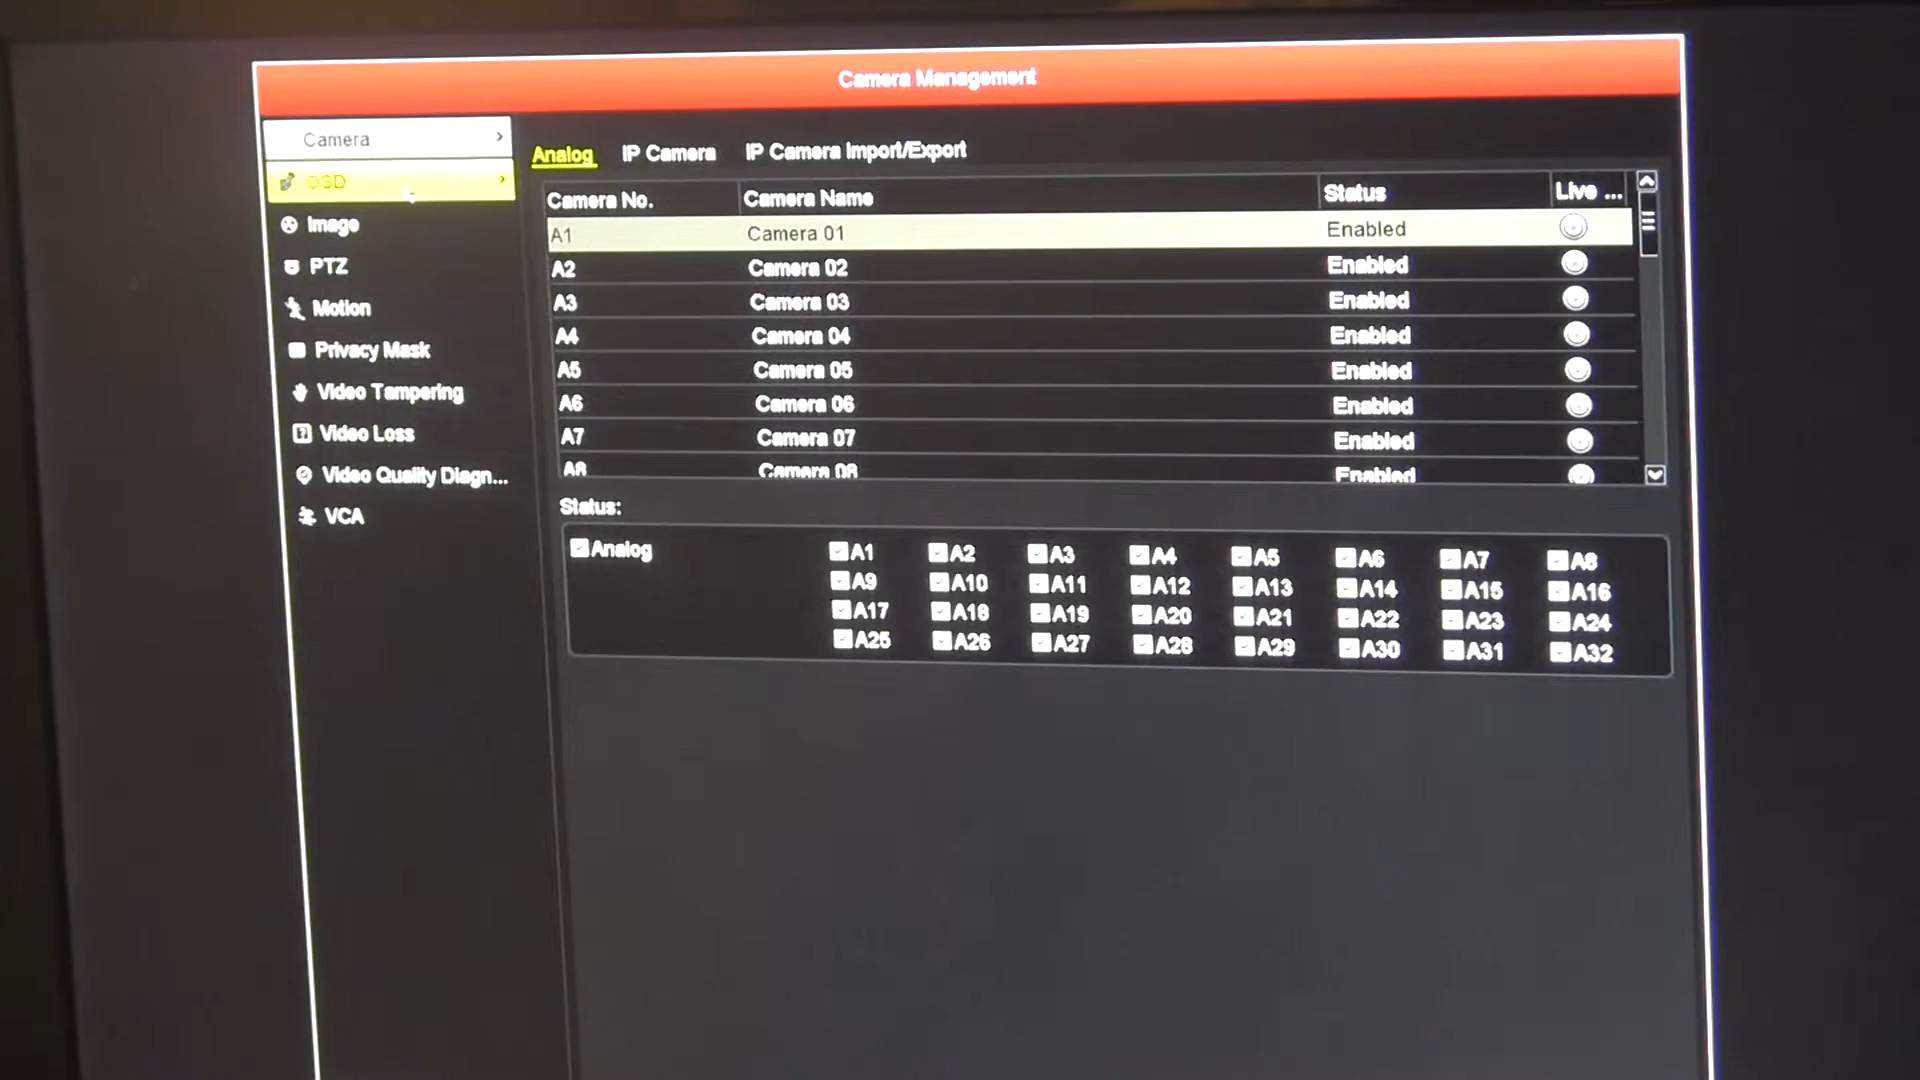 Camera Management
Camera
OSD
Image
PTZ
Motion
Privacy Mask
Video Tampering
Video Loss
Video Quality Diagn...
VCA
Analog IP Camera IP Camera Import/Export
Camera No. Camera Name Status Live ...
A1 Camera 01 Enabled
A2 Camera 02 Enabled
A3 Camera 03 Enabled
A4 Camera 04 Enabled
A5 Camera 05 Enabled
A6 Camera 06 Enabled
A7 Camera 07 Enabled
A8 Camera 08 Enabled
Status:
Analog A1 A2 A3 A4 A5 A6 A7 A8
A9 A10 A11 A12 A13 A14 A15 A16
A17 A18 A19 A20 A21 A22 A23 A24
A25 A26 A27 A28 A29 A30 A31 A32